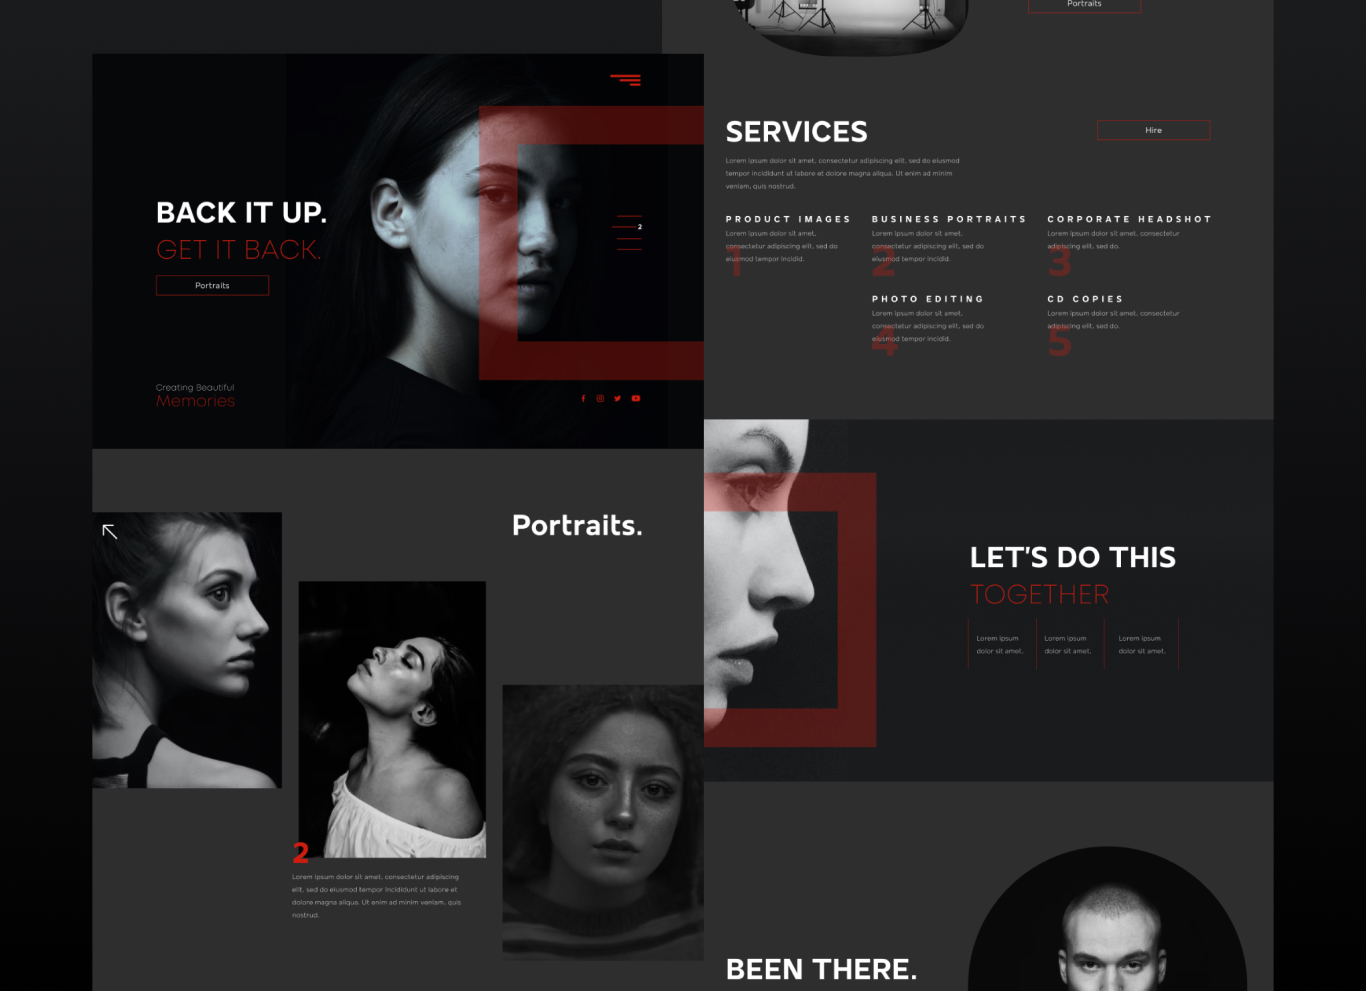 BACK IT UP.
GET IT BACK.
Portraits
2
Creating Beautiful
Memories
Portraits.
2
Lorem ipsum dolor sit amet, consectetur adipiscing
elit, sed do eiusmod tempor incididunt ut labore et
dolore magna aliqua. Ut enim ad minim veniam, quis
nostrud.
Portraits
SERVICES
Hire
Lorem ipsum dolor sit amet, consectetur adipiscing elit, sed do eiusmod
tempor incididunt ut labore et dolore magna aliqua. Ut enim ad minim
veniam, quis nostrud.
PRODUCT IMAGES
Lorem ipsum dolor sit amet,
consectetur adipiscing elit, sed do
eiusmod tempor incidid.
1
BUSINESS PORTRAITS
Lorem ipsum dolor sit amet,
consectetur adipiscing elit, sed do
eiusmod tempor incidid.
2
CORPORATE HEADSHOT
Lorem ipsum dolor sit amet, consectetur
adipiscing elit, sed do.
3
PHOTO EDITING
Lorem ipsum dolor sit amet,
consectetur adipiscing elit, sed do
eiusmod tempor incidid.
4
CD COPIES
Lorem ipsum dolor sit amet, consectetur
adipiscing elit, sed do.
5
LET'S DO THIS
TOGETHER
Lorem ipsum
dolor sit amet,
Lorem ipsum
dolor sit amet,
Lorem ipsum
dolor sit amet,
BEEN THERE.